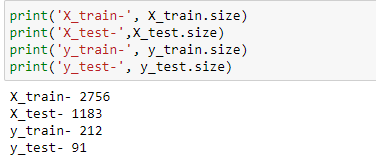 print('X_train-', X_train.size)
print('X_test-',X_test.size)
print('y_train-', y_train.size)
print('y_test-', y_test.size)
X_train- 2756
X_test- 1183
y_train- 212
y_test- 91